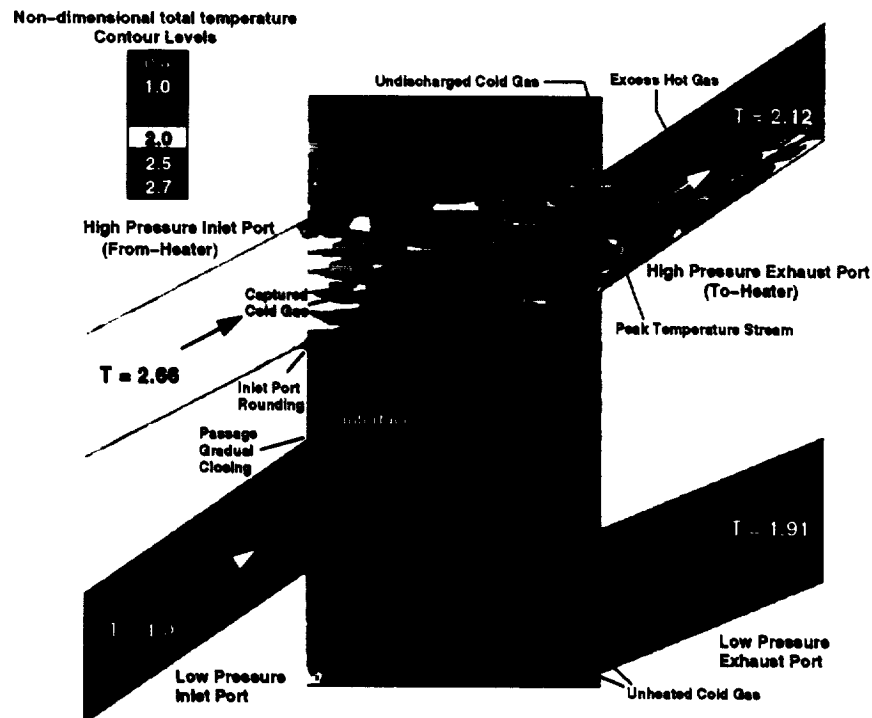 Non-dimensional total temperature
Contour Levels
1.0
2.0
2.5
2.7
Undischarged Cold Gas
Excess Hot Gas
T = 2.12
High Pressure Inlet Port
(From-Heater)
High Pressure Exhaust Port
(To-Heater)
Captured
Cold Gas
Peak Temperature Stream
T = 2.66
Inlet Port
Rounding
Interface
Passage
Gradual
Closing
T = 1.91
Low Pressure
Inlet Port
Low Pressure
Exhaust Port
Unheated Cold Gas